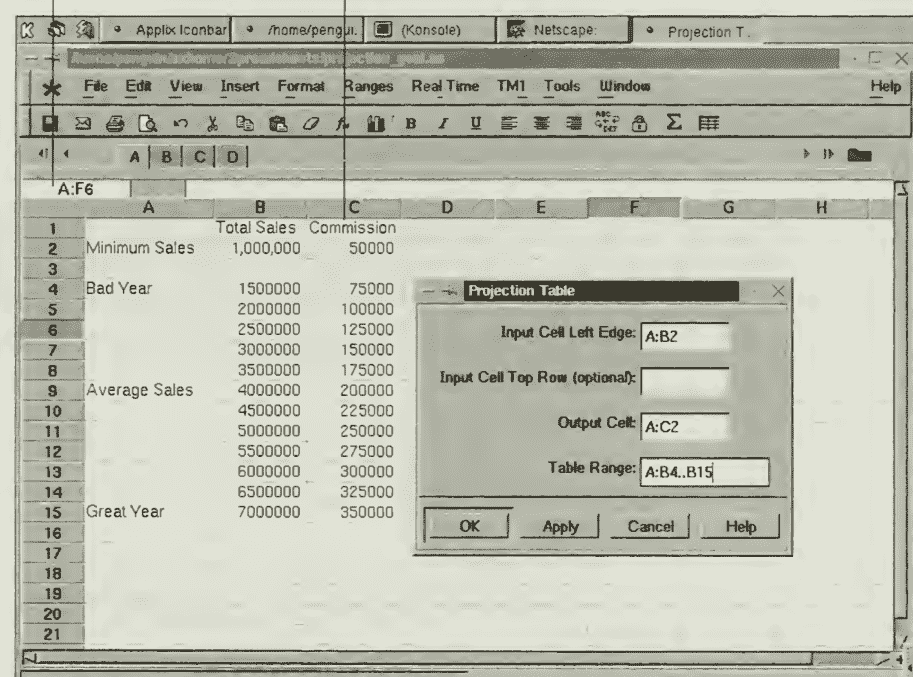 Applix Iconbar /home/pengui. (Konsole) Netscape: Projection T.
File Edit View Insert Format Ranges Real Time TM1 Tools Window Help
B I U ABC Σ
A B C D
A:F6
A B C D E F G H
1 Total Sales Commission
2 Minimum Sales 1,000,000 50000
3
4 Bad Year 1500000 75000
5 2000000 100000
6 2500000 125000
7 3000000 150000
8 3500000 175000
9 Average Sales 4000000 200000
10 4500000 225000
11 5000000 250000
12 5500000 275000
13 6000000 300000
14 6500000 325000
15 Great Year 7000000 350000
16
17
18
19
20
21
Projection Table
Input Cell Left Edge: A:B2
Input Cell Top Row (optional):
Output Cell: A:C2
Table Range: A:B4..B15
OK Apply Cancel Help